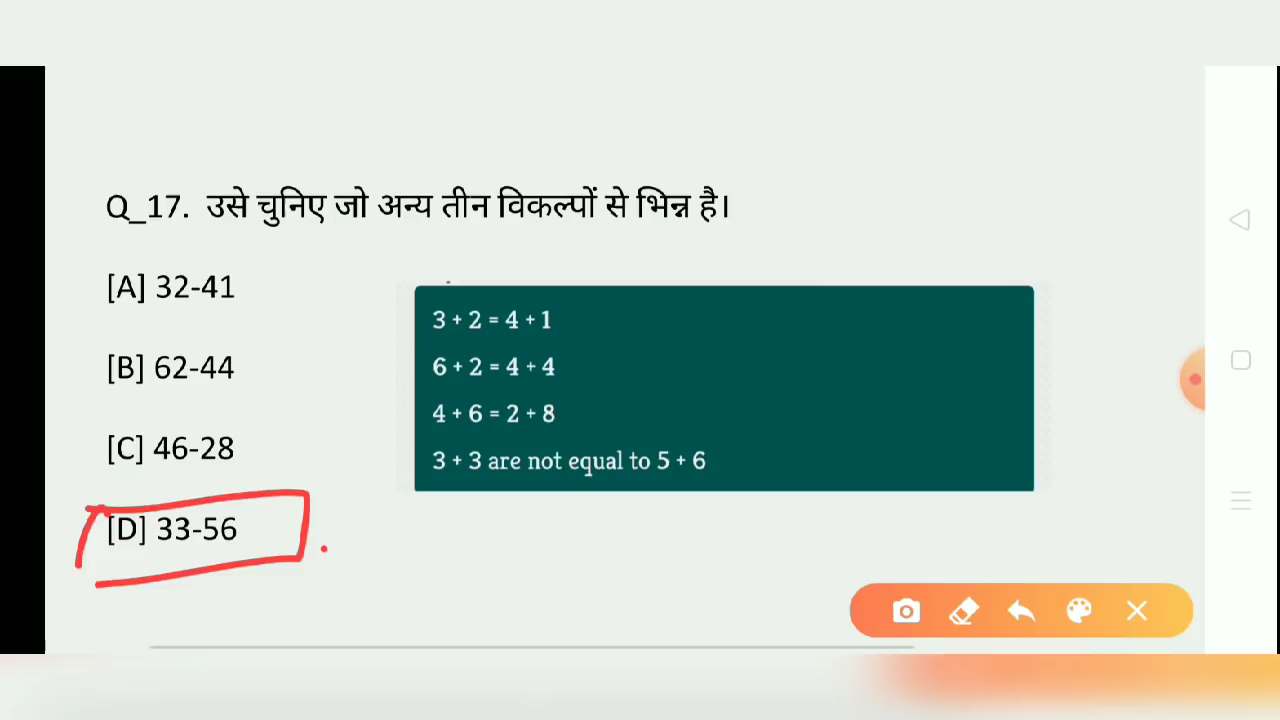 Q_17. उसे चुनिए जो अन्य तीन विकल्पों से भिन्न है।
[A] 32-41
[B] 62-44
[C] 46-28
[D] 33-56
3 + 2 = 4 + 1
6 + 2 = 4 + 4
4 + 6 = 2 + 8
3 + 3 are not equal to 5 + 6